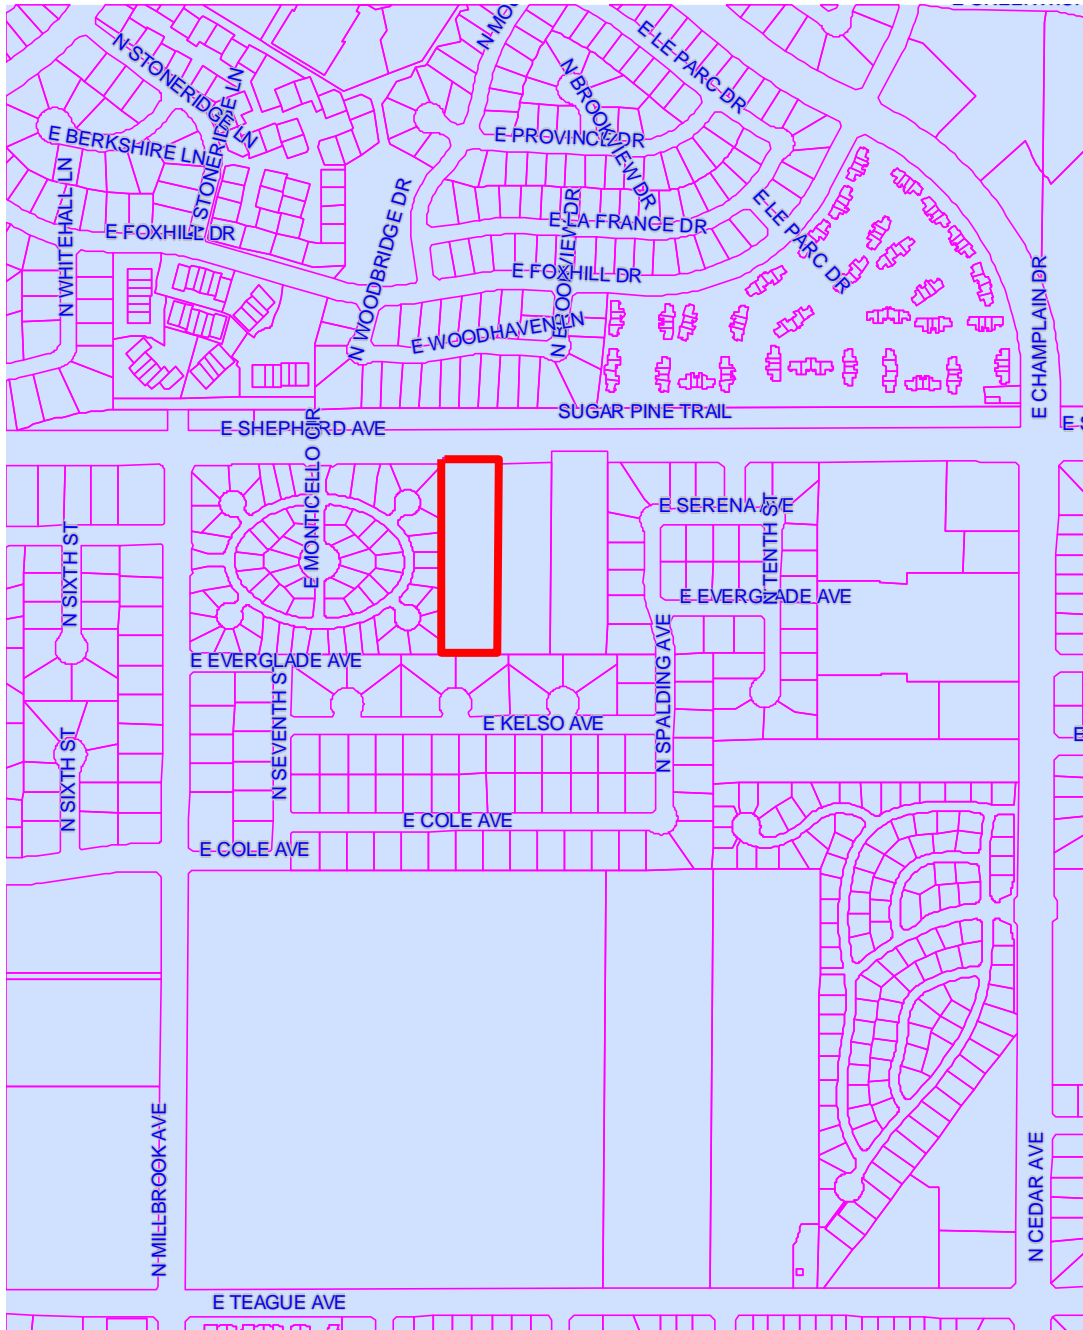 N STONERIDGE LN
N STONERIDGE LN
E BERKSHIRE LN
N WHITEHALL LN
E FOXHILL DR
N WOODBRIDGE DR
E LE PARC DR
N BROOKVIEW DR
E PROVINCE DR
E LA FRANCE DR
E LE PARC DR
E FOXHILL DR
N BROOKVIEW DR
E WOODHAVEN LN
E CHAMPLAIN DR
SUGAR PINE TRAIL
E SHEPHERD AVE
E S
E MONTICELLO CIR
N SIXTH ST
E SERENA AVE
N TENTH ST
E EVERGLADE AVE
E EVERGLADE AVE
N SPALDING AVE
N SEVENTH ST
E KELSO AVE
E
N SIXTH ST
E COLE AVE
E COLE AVE
N MILLBROOK AVE
N CEDAR AVE
E TEAGUE AVE